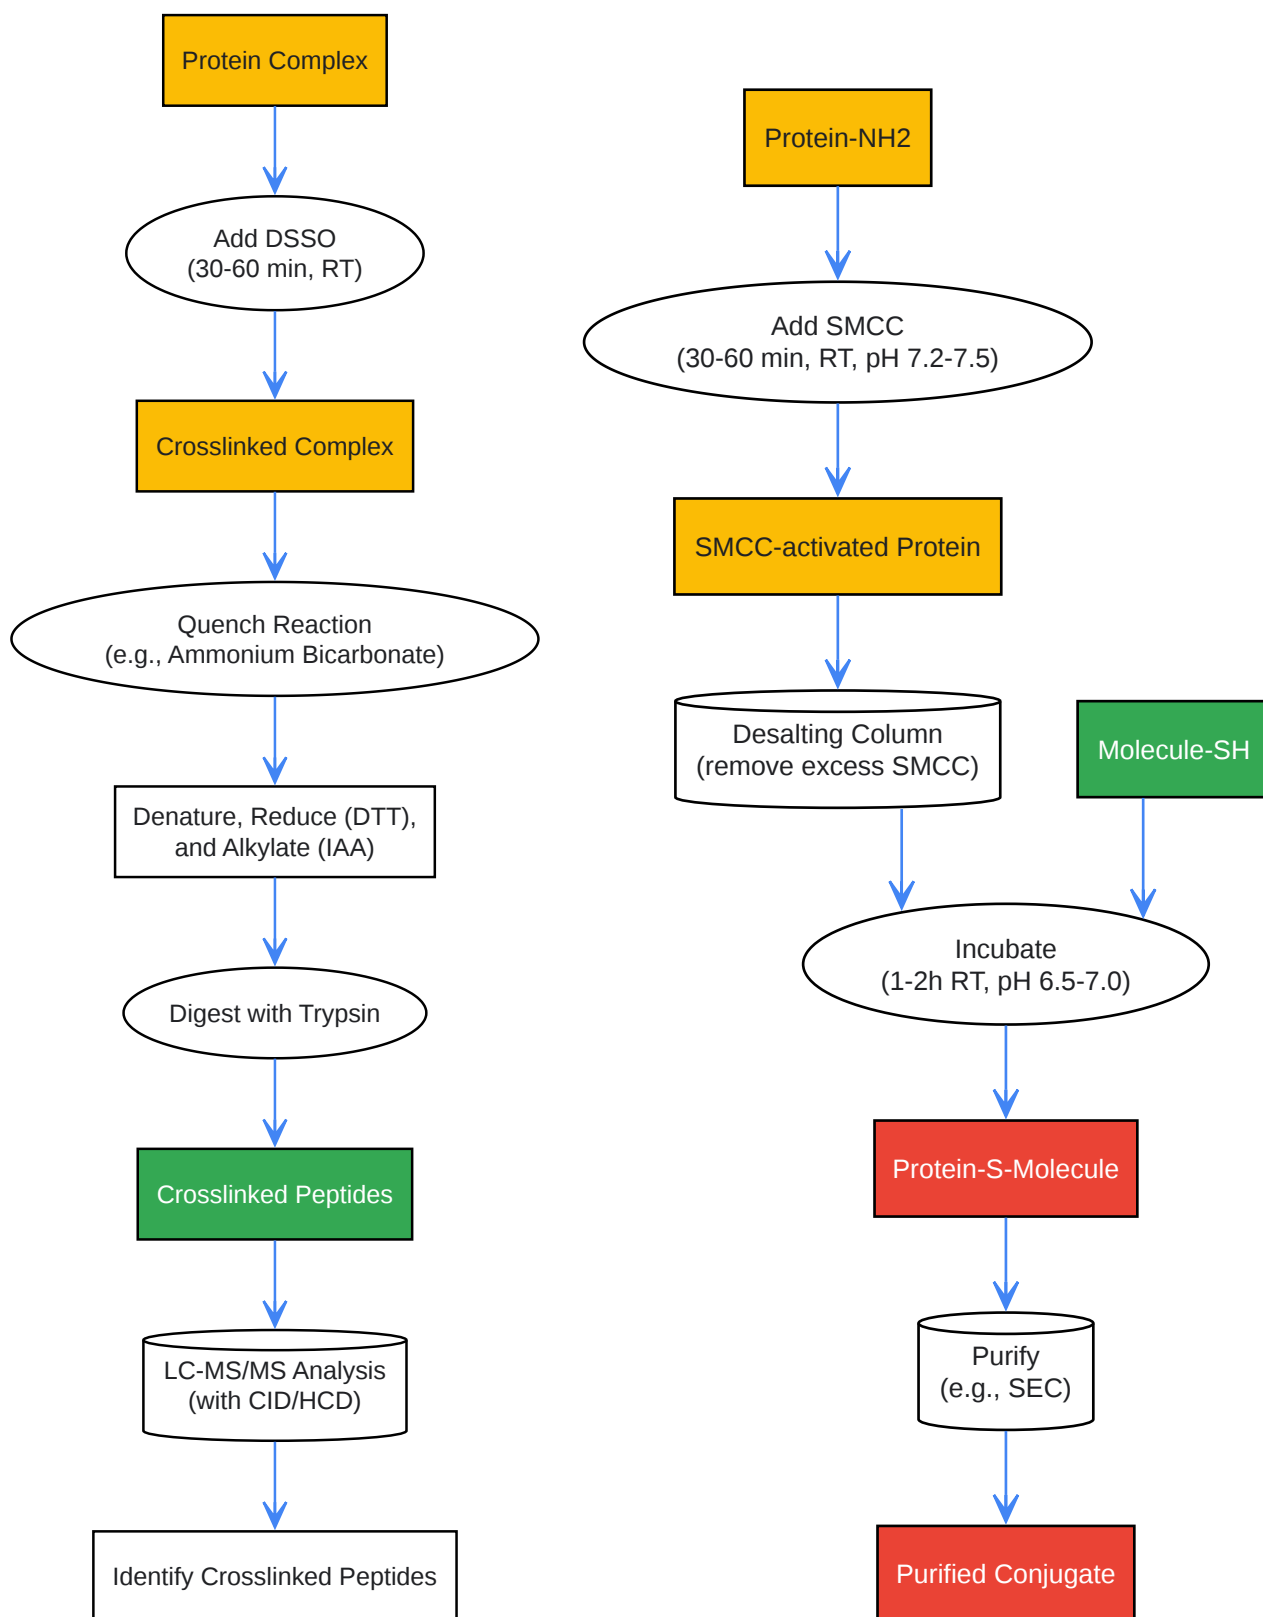 Protein Complex
Add DSSO
(30-60 min, RT)
Crosslinked Complex
Quench Reaction
(e.g., Ammonium Bicarbonate)
Denature, Reduce (DTT),
and Alkylate (IAA)
Digest with Trypsin
Crosslinked Peptides
LC-MS/MS Analysis
(with CID/HCD)
Identify Crosslinked Peptides
Protein-NH2
Add SMCC
(30-60 min, RT, pH 7.2-7.5)
SMCC-activated Protein
Desalting Column
(remove excess SMCC)
Molecule-SH
Incubate
(1-2h RT, pH 6.5-7.0)
Protein-S-Molecule
Purify
(e.g., SEC)
Purified Conjugate